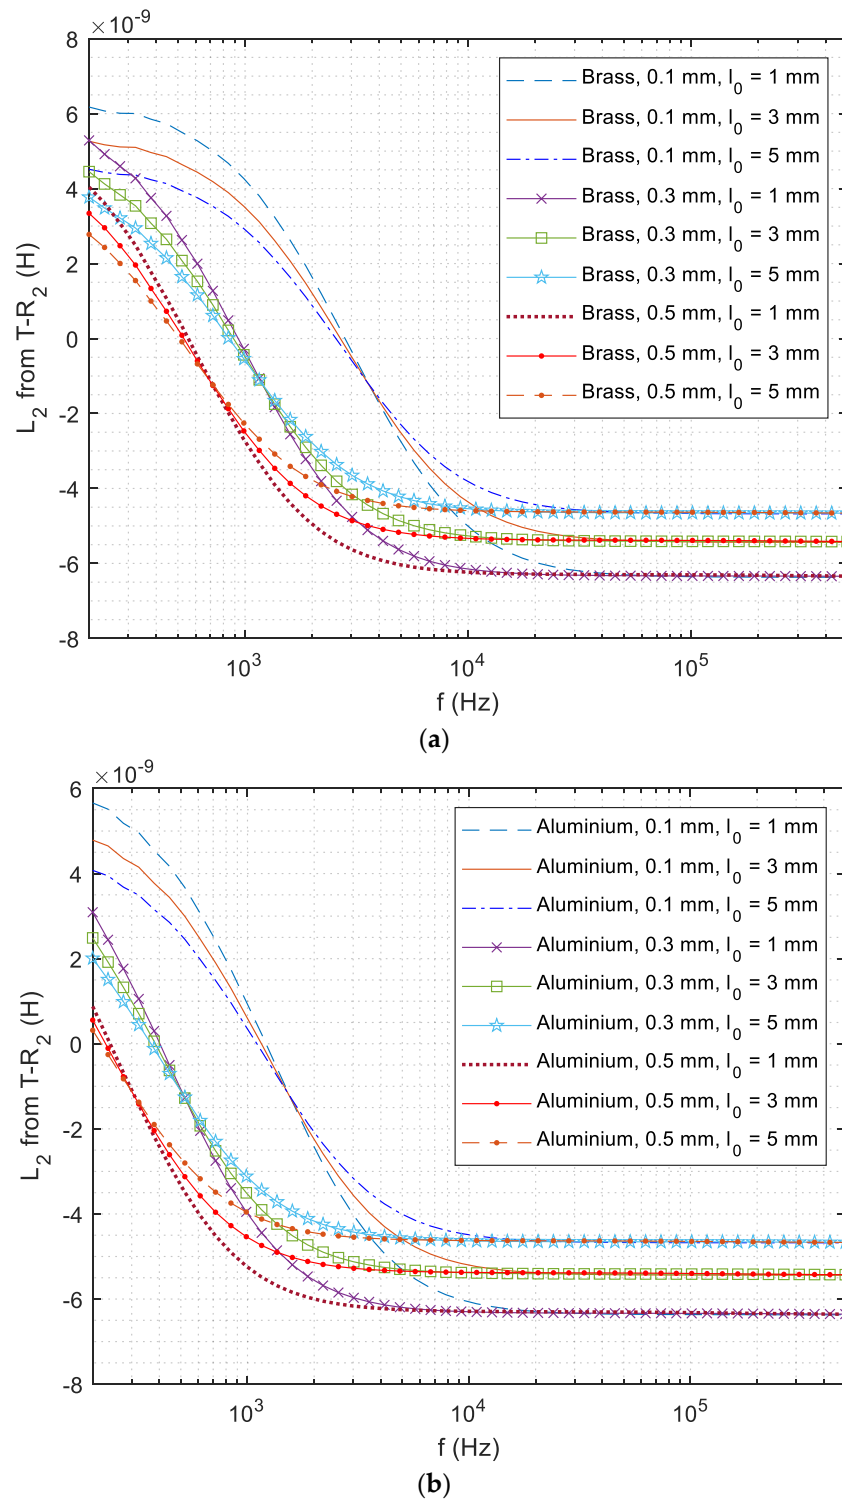 ×10⁻⁹
8
6
4
2
0
-2
-4
-6
-8
L₂ from T-R₂ (H)
Brass, 0.1 mm, l₀ = 1 mm
Brass, 0.1 mm, l₀ = 3 mm
Brass, 0.1 mm, l₀ = 5 mm
Brass, 0.3 mm, l₀ = 1 mm
Brass, 0.3 mm, l₀ = 3 mm
Brass, 0.3 mm, l₀ = 5 mm
Brass, 0.5 mm, l₀ = 1 mm
Brass, 0.5 mm, l₀ = 3 mm
Brass, 0.5 mm, l₀ = 5 mm
10³ 10⁴ 10⁵
f (Hz)
(a)
×10⁻⁹
6
4
2
0
-2
-4
-6
-8
L₂ from T-R₂ (H)
Aluminium, 0.1 mm, l₀ = 1 mm
Aluminium, 0.1 mm, l₀ = 3 mm
Aluminium, 0.1 mm, l₀ = 5 mm
Aluminium, 0.3 mm, l₀ = 1 mm
Aluminium, 0.3 mm, l₀ = 3 mm
Aluminium, 0.3 mm, l₀ = 5 mm
Aluminium, 0.5 mm, l₀ = 1 mm
Aluminium, 0.5 mm, l₀ = 3 mm
Aluminium, 0.5 mm, l₀ = 5 mm
10³ 10⁴ 10⁵
f (Hz)
(b)